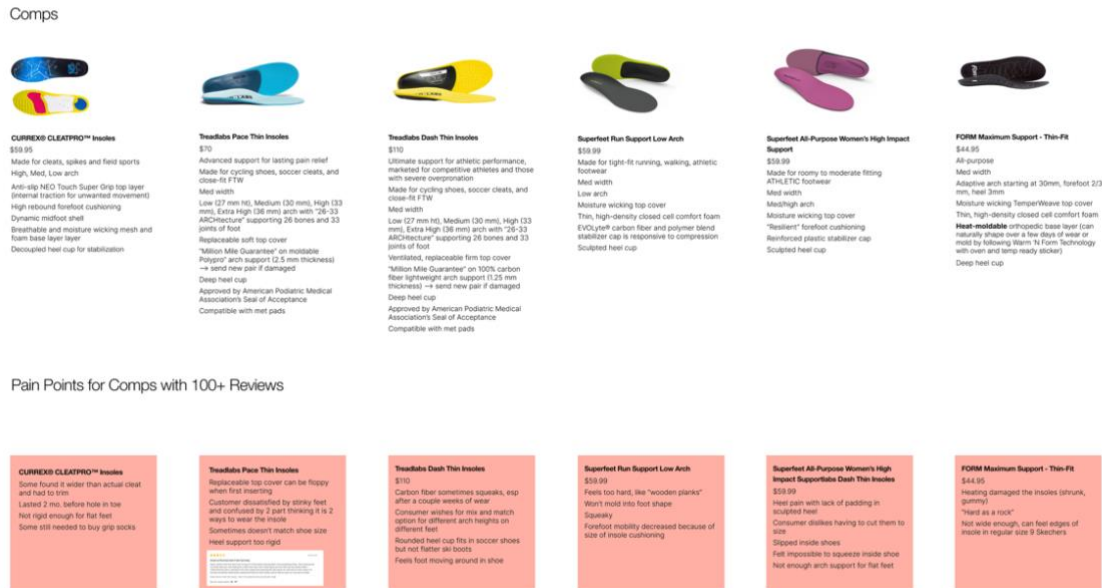 Comps
CURREX® CLEATPRO™ Insoles
$59.95
Made for cleats, spikes and field sports
High, Med, Low arch
Anti-slip NEO Touch Super Grip top layer
(internal traction for unwanted movement)
High rebound forefoot cushioning
Dynamic midfoot shell
Breathable and moisture wicking mesh and
foam base layer layer
Decoupled heel cup for stabilization
Treadlabs Pace Thin Insoles
$70
Advanced support for lasting pain relief
Made for cycling shoes, soccer cleats, and
close-fit FTW
Med width
Low (27 mm ht), Medium (30 mm), High (33
mm), Extra High (36 mm) arch with "26-33
ARCHtecture" supporting 26 bones and 33
joints of foot
Replaceable soft top cover
"Million Mile Guarantee" on moldable
Polypro" arch support (2.5 mm thickness)
—> send new pair if damaged
Deep heel cup
Approved by American Podiatric Medical
Association's Seal of Acceptance
Compatible with met pads
Treadlabs Dash Thin Insoles
$110
Ultimate support for athletic performance,
marketed for competitive athletes and those
with severe overpronation
Made for cycling shoes, soccer cleats, and
close-fit FTW
Med width
Low (27 mm ht), Medium (30 mm), High (33
mm), Extra High (36 mm) arch with "26-33
ARCHtecture" supporting 26 bones and 33
joints of foot
Ventilated, replaceable firm top cover
"Million Mile Guarantee" on 100% carbon
fiber lightweight arch support (1.25 mm
thickness) —> send new pair if damaged
Deep heel cup
Approved by American Podiatric Medical
Association's Seal of Acceptance
Compatible with met pads
Superfeet Run Support Low Arch
$59.99
Made for tight-fit running, walking, athletic
footwear
Med width
Low arch
Moisture wicking top cover
Thin, high-density closed cell comfort foam
EVOLyte® carbon fiber and polymer blend
stabilizer cap is responsive to compression
Sculpted heel cup
Superfeet All-Purpose Women's High Impact
Support
$59.99
Made for roomy to moderate fitting
ATHLETIC footwear
Med width
Med/high arch
Moisture wicking top cover
"Resilient" forefoot cushioning
Reinforced plastic stabilizer cap
Sculpted heel cup
FORM Maximum Support - Thin-Fit
$44.95
All-purpose
Med width
Adaptive arch starting at 30mm, forefoot 2/3
mm, heel 3mm
Moisture wicking TemperWeave top cover
Thin, high-density closed cell comfort foam
Heat-moldable orthopedic base layer (can
naturally shape over a few days of wear or
mold by following Warm 'N Form Technology
with oven and temp ready sticker)
Deep heel cup
Pain Points for Comps with 100+ Reviews
CURREX® CLEATPRO™ Insoles
Some found it wider than actual cleat
and had to trim
Lasted 2 mo. before hole in toe
Not rigid enough for flat feet
Some still needed to buy grip socks
Treadlabs Pace Thin Insoles
Replaceable top cover can be floppy
when first inserting
Customer dissatisfied by stinky feet
and confused by 2 part thinking it is 2
ways to wear the insole
Sometimes doesn't match shoe size
Heel support too rigid
Treadlabs Dash Thin Insoles
$110
Carbon fiber sometimes squeaks, esp
after a couple weeks of wear
Consumer wishes for mix and match
option for different arch heights on
different feet
Rounded heel cup fits in soccer shoes
but not flatter ski boots
Feels foot moving around in shoe
Superfeet Run Support Low Arch
$59.99
Feels too hard, like "wooden planks"
Won't mold into foot shape
Squeaky
Forefoot mobility decreased because of
size of insole cushioning
Superfeet All-Purpose Women's High
Impact Supportlabs Dash Thin Insoles
$59.99
Heel pain with lack of padding in
sculpted heel
Consumer dislikes having to cut them to
size
Slipped inside shoes
Felt impossible to squeeze inside shoe
Not enough arch support for flat feet
FORM Maximum Support - Thin-Fit
$44.95
Heating damaged the insoles (shrunk,
gummy)
"Hard as a rock"
Not wide enough, can feel edges of
insole in regular size 9 Skechers